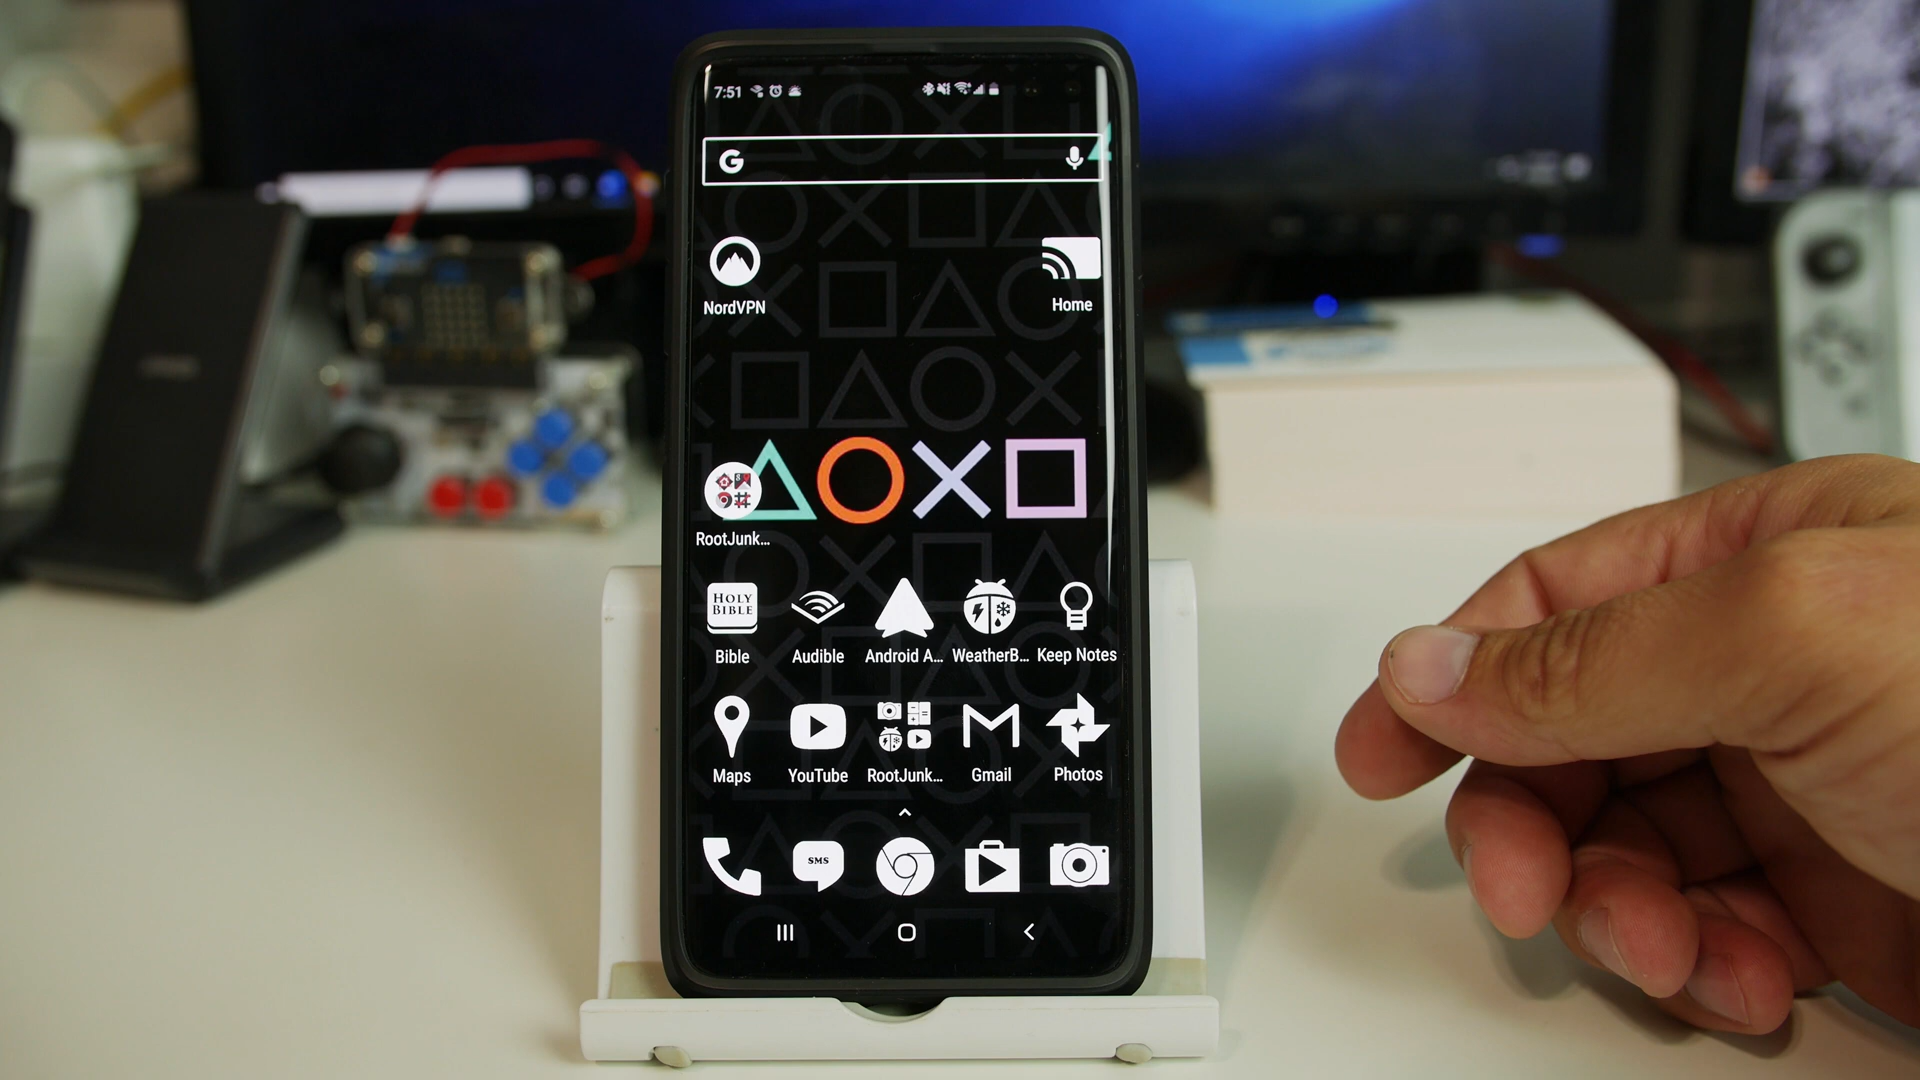 7:51
G
NordVPN
Home
RootJunk...
HOLY
BIBLE
Bible
Audible
Android A...
WeatherB...
Keep Notes
Maps
YouTube
RootJunk...
Gmail
Photos
SMS